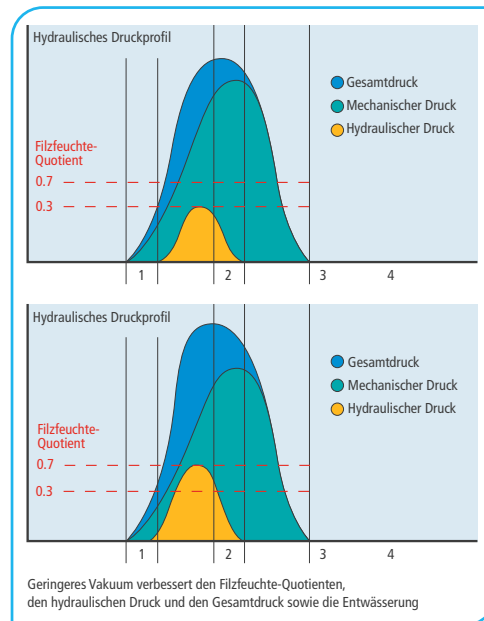 Hydraulisches Druckprofil
Gesamtdruck
Mechanischer Druck
Hydraulischer Druck
Filzfeuchte-
Quotient
0.7
0.3
1 2 3 4
Hydraulisches Druckprofil
Gesamtdruck
Mechanischer Druck
Hydraulischer Druck
Filzfeuchte-
Quotient
0.7
0.3
1 2 3 4
Geringeres Vakuum verbessert den Filzfeuchte-Quotienten,
den hydraulischen Druck und den Gesamtdruck sowie die Entwässerung